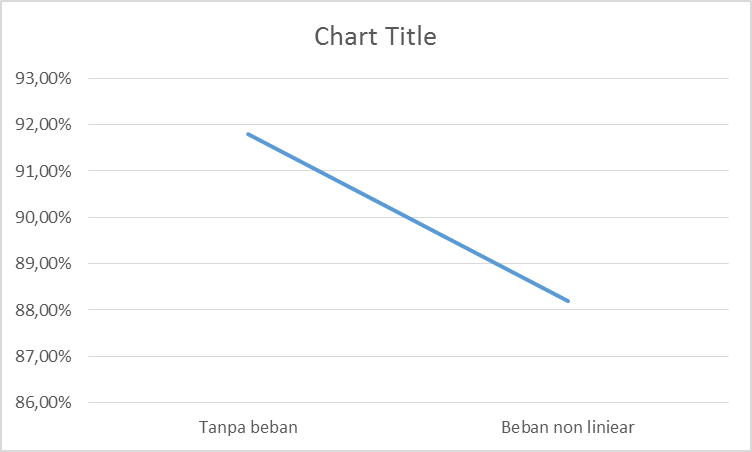 Chart Title
93,00%
92,00%
91,00%
90,00%
89,00%
88,00%
87,00%
86,00%
Tanpa beban
Beban non liniear